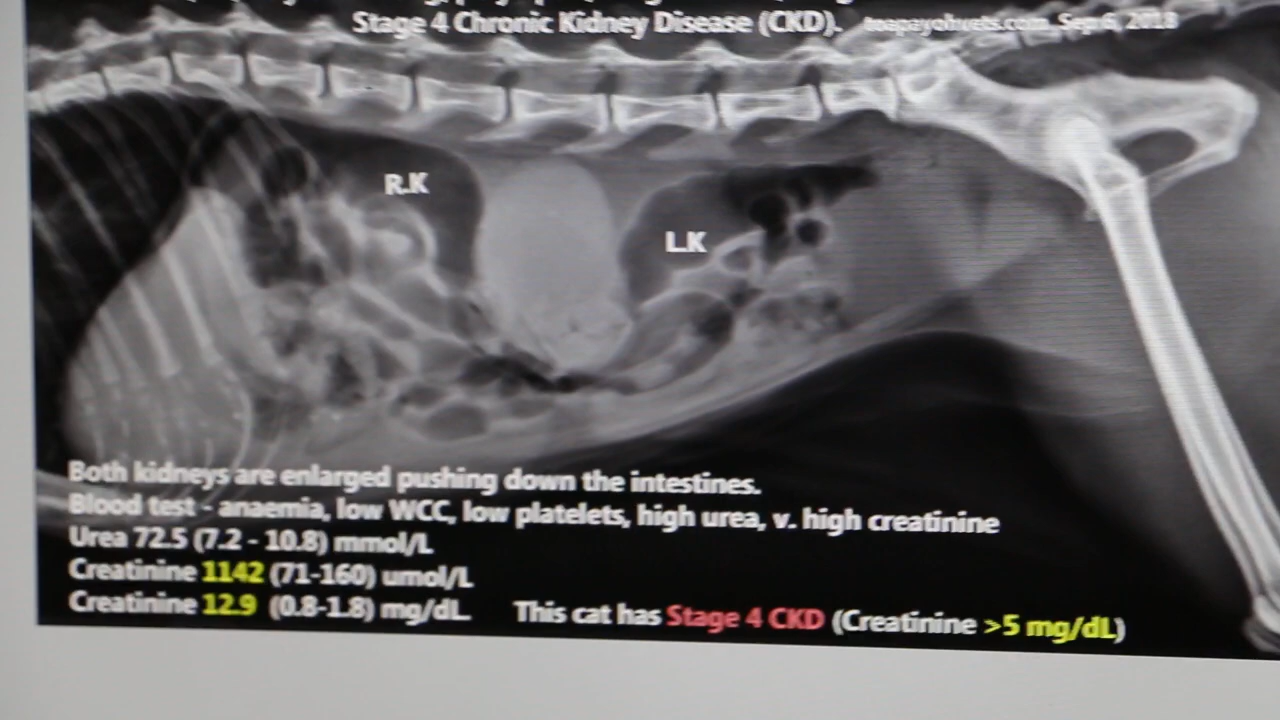 Stage 4 Chronic Kidney Disease (CKD). toapayohvets.com Sep 6, 2018
R.K
L.K
Both kidneys are enlarged pushing down the intestines.
Blood test - anaemia, low WCC, low platelets, high urea, v. high creatinine
Urea 72.5 (7.2 - 10.8) mmol/L
Creatinine 1142 (71-160) umol/L
Creatinine 12.9 (0.8-1.8) mg/dL This cat has Stage 4 CKD (Creatinine >5 mg/dL)